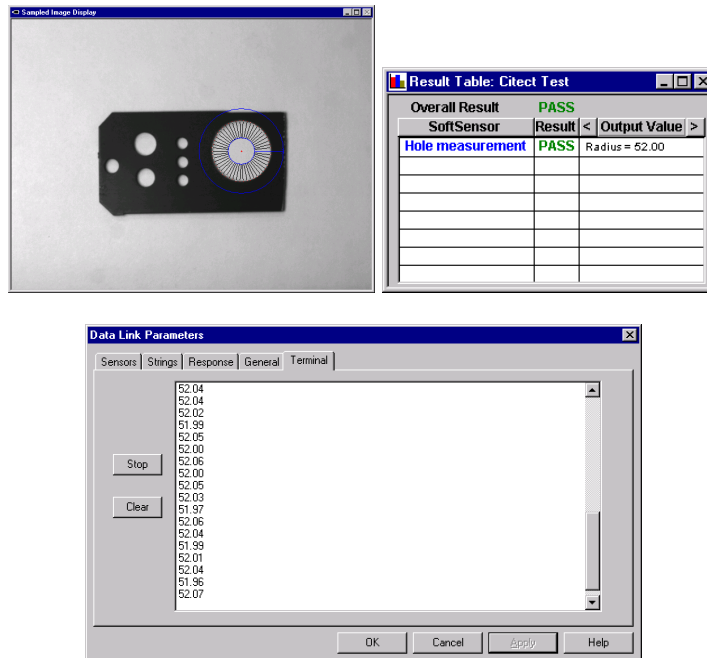 Sampled Image Display
Result Table: Citect Test
Overall Result PASS
SoftSensor Result < Output Value >
Hole measurement PASS Radius = 52.00
Data Link Parameters
Sensors Strings Response General Terminal
52.04
52.04
52.02
51.99
52.05
52.00
52.06
52.00
52.05
52.03
51.97
52.06
52.04
51.99
52.01
52.04
51.96
52.07
Stop
Clear
OK Cancel Apply Help